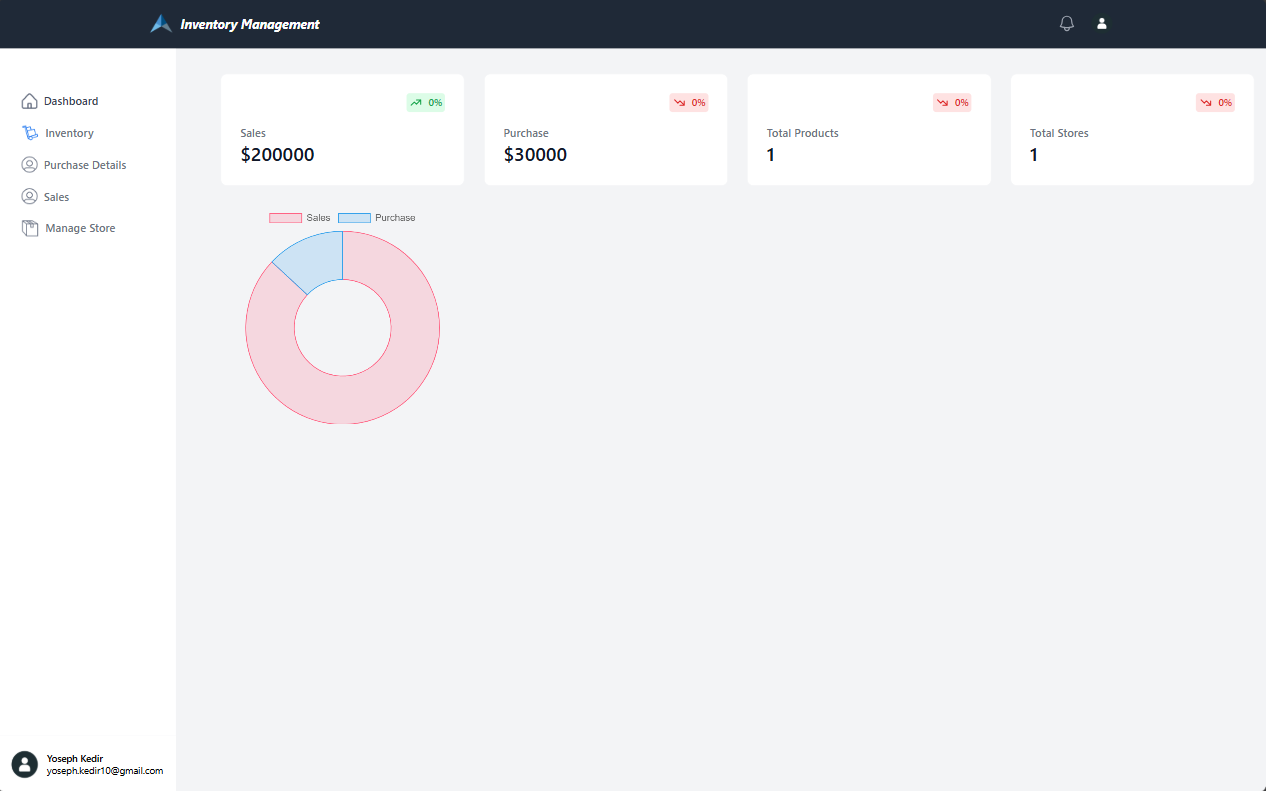 Inventory Management
Dashboard
Inventory
Purchase Details
Sales
Manage Store
0%
Sales
$200000
0%
Purchase
$30000
0%
Total Products
1
0%
Total Stores
1
Sales Purchase
Yoseph Kedir
yoseph.kedir10@gmail.com